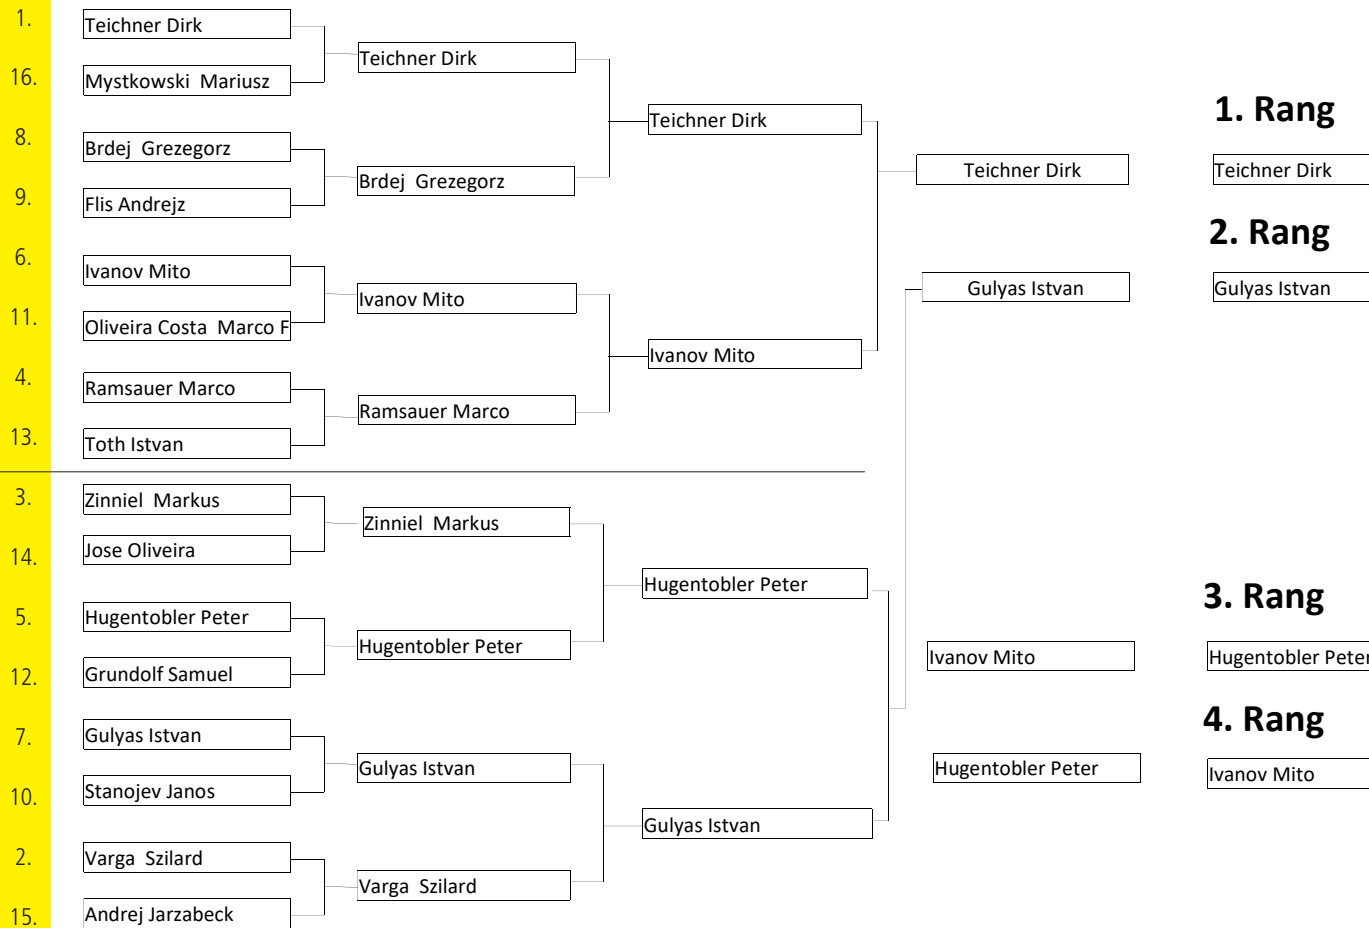 1.
Teichner Dirk
16.
Mystkowski  Mariusz
8.
Brdej  Grezegorz
9.
Flis Andrejz
6.
Ivanov Mito
11.
Oliveira Costa  Marco F
4.
Ramsauer Marco
13.
Toth Istvan
3.
Zinniel  Markus
14.
Jose Oliveira
5.
Hugentobler Peter
12.
Grundolf Samuel
7.
Gulyas Istvan
10.
Stanojev Janos
2.
Varga  Szilard
15.
Andrej Jarzabeck
Teichner Dirk
Brdej  Grezegorz
Ivanov Mito
Ramsauer Marco
Zinniel  Markus
Hugentobler Peter
Gulyas Istvan
Varga  Szilard
Teichner Dirk
Ivanov Mito
Hugentobler Peter
Gulyas Istvan
Teichner Dirk
Gulyas Istvan
Ivanov Mito
Hugentobler Peter
1. Rang
Teichner Dirk
2. Rang
Gulyas Istvan
3. Rang
Hugentobler Peter
4. Rang
Ivanov Mito